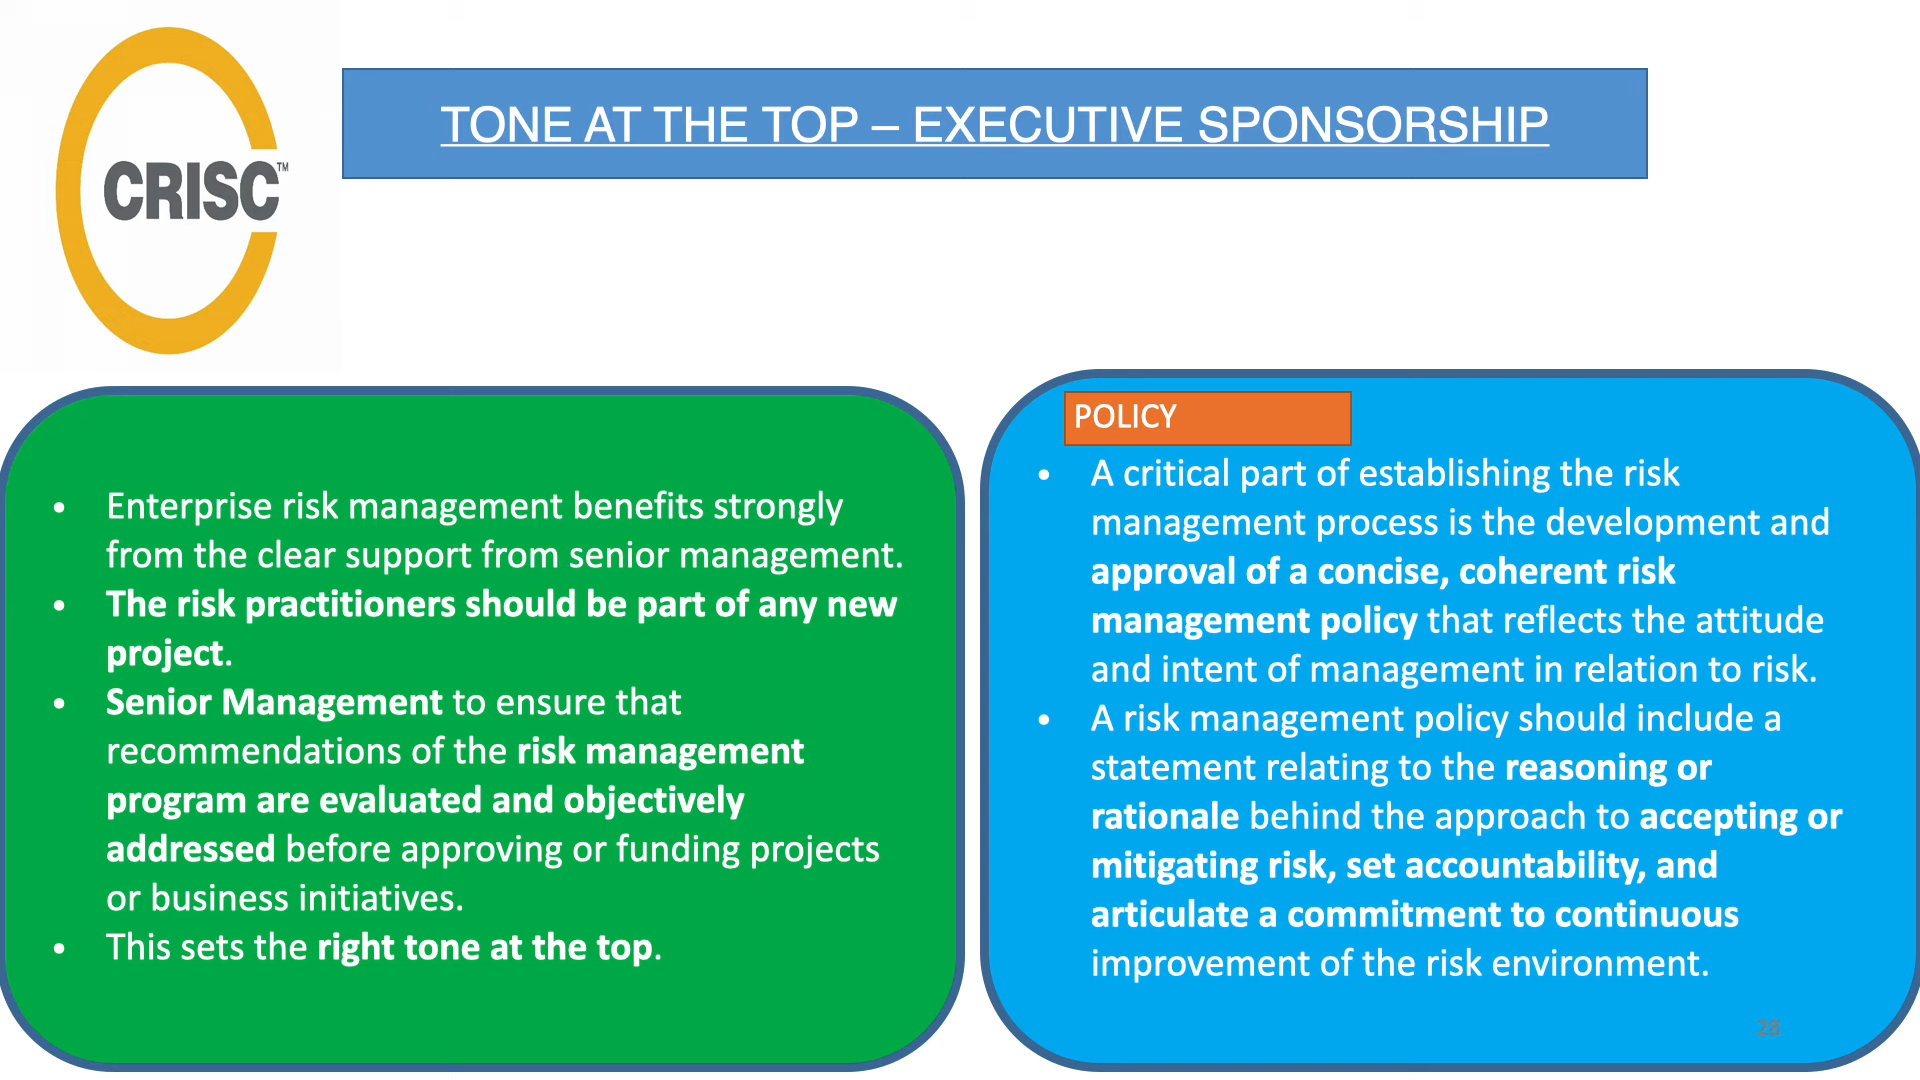 CRISC™
TONE AT THE TOP – EXECUTIVE SPONSORSHIP
• Enterprise risk management benefits strongly
from the clear support from senior management.
• The risk practitioners should be part of any new
project.
• Senior Management to ensure that
recommendations of the risk management
program are evaluated and objectively
addressed before approving or funding projects
or business initiatives.
• This sets the right tone at the top.
POLICY
• A critical part of establishing the risk
management process is the development and
approval of a concise, coherent risk
management policy that reflects the attitude
and intent of management in relation to risk.
• A risk management policy should include a
statement relating to the reasoning or
rationale behind the approach to accepting or
mitigating risk, set accountability, and
articulate a commitment to continuous
improvement of the risk environment.
28